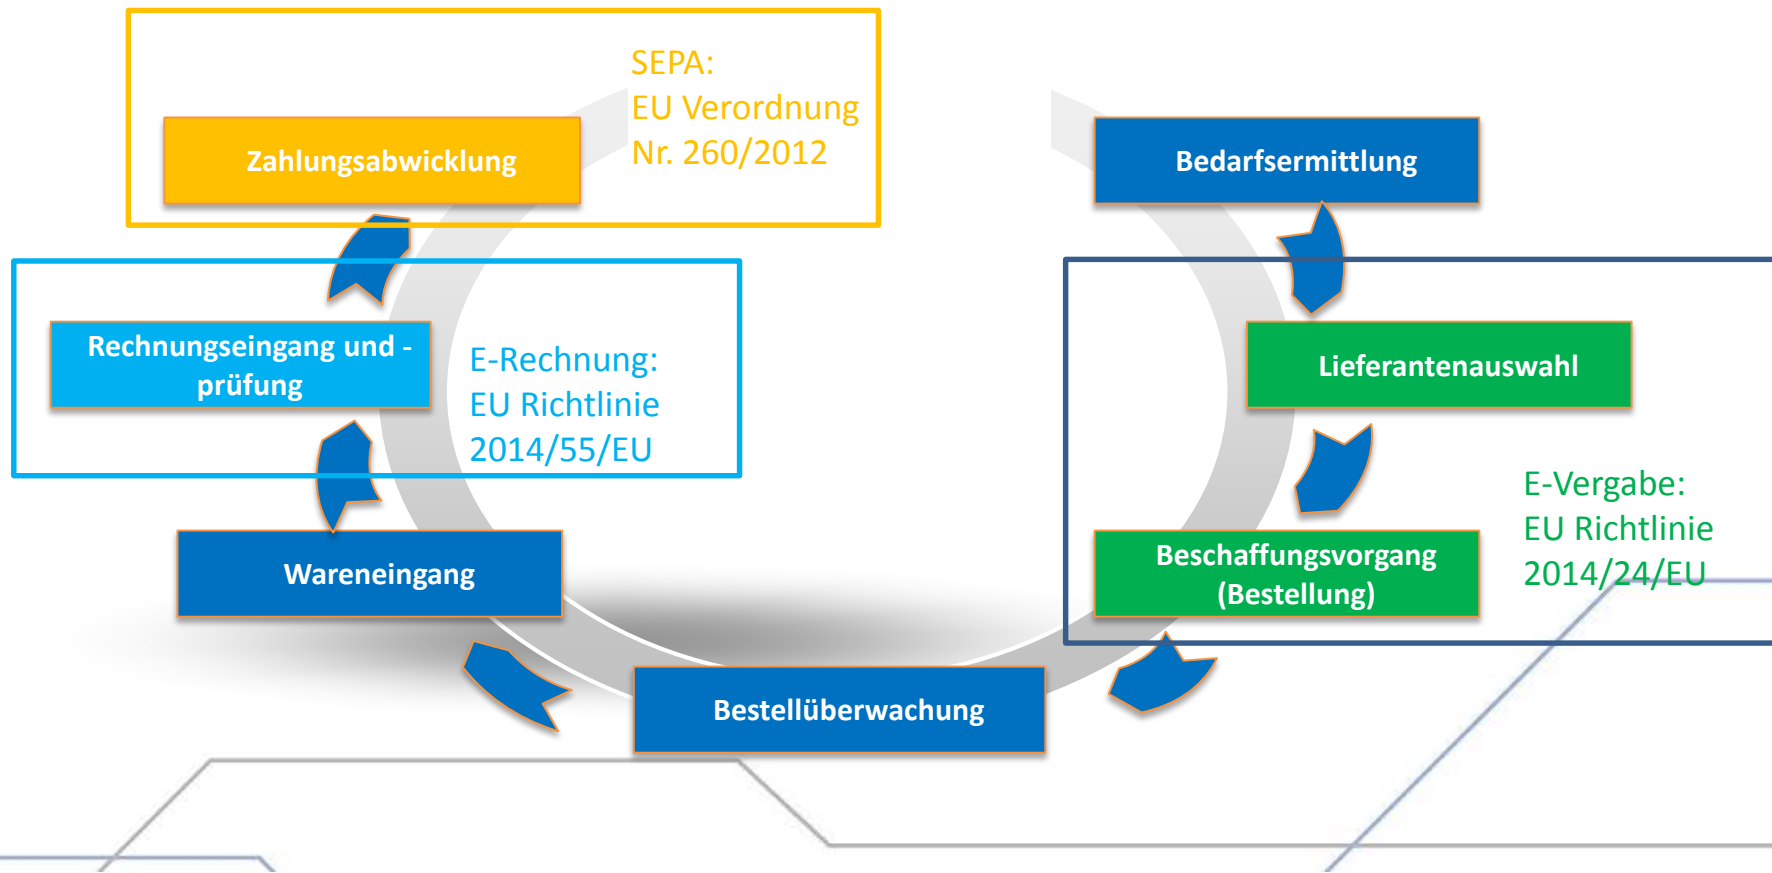 SEPA:
EU Verordnung
Nr. 260/2012
Zahlungsabwicklung
Bedarfsermittlung
Rechnungseingang und -
prüfung
E-Rechnung:
EU Richtlinie
2014/55/EU
Lieferantenauswahl
E-Vergabe:
EU Richtlinie
2014/24/EU
Beschaffungsvorgang
(Bestellung)
Wareneingang
Bestellüberwachung